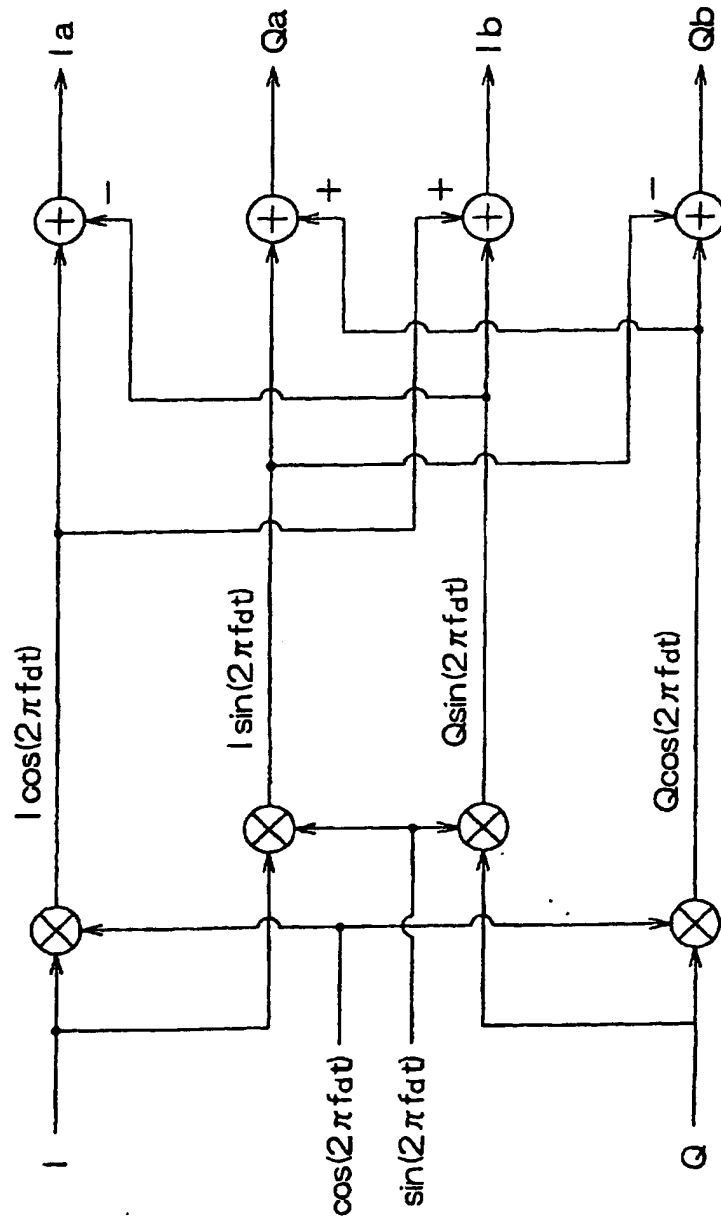 I
Q
cos(2πfdt)
sin(2πfdt)
I cos(2πfdt)
I sin(2πfdt)
Qsin(2πfdt)
Qcos(2πfdt)
−
+
+
−
Ia
Qa
Ib
Qb